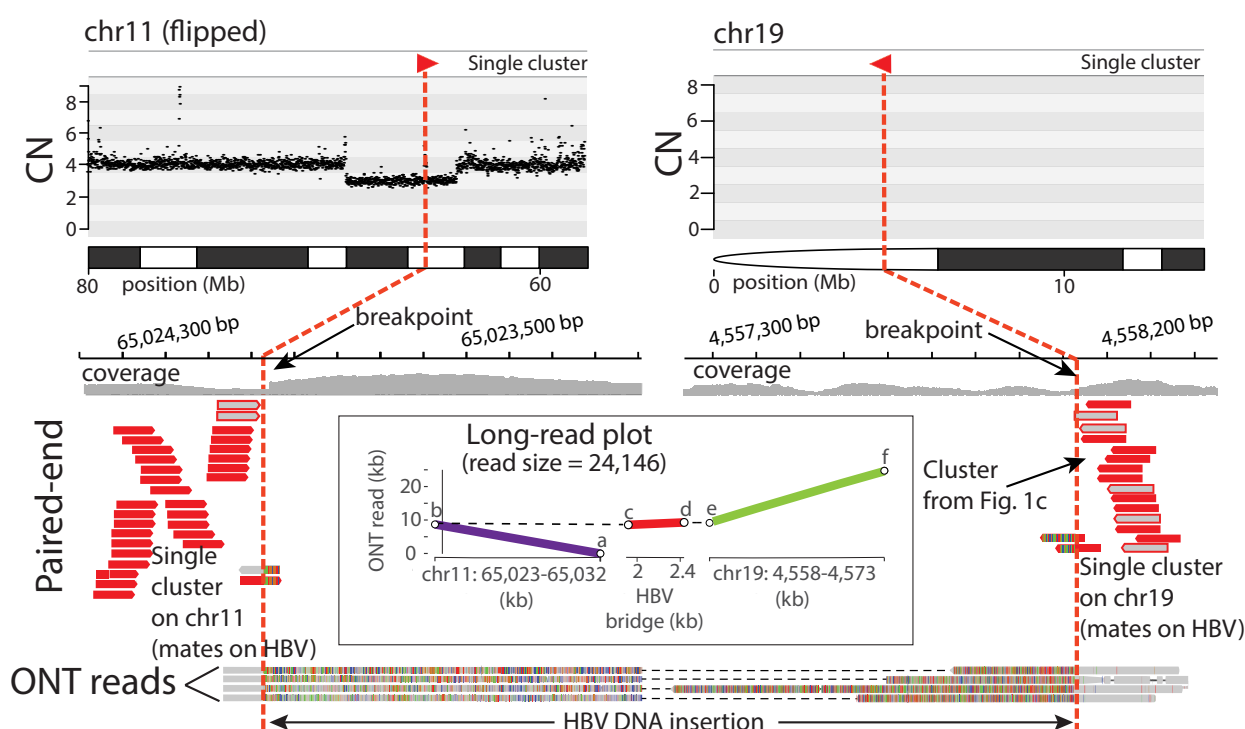 chr11 (flipped)
chr19
Single cluster
Single cluster
CN
8
6
4
2
0
CN
8
6
4
2
0
80
position (Mb)
60
0
position (Mb)
10
65,024,300 bp
breakpoint
65,023,500 bp
4,557,300 bp
breakpoint
4,558,200 bp
coverage
coverage
Paired-end
Long-read plot
(read size = 24,146)
ONT read (kb)
20
10
0
b
a
c
d
e
f
chr11: 65,023-65,032
(kb)
2
2.4
HBV
bridge (kb)
chr19: 4,558-4,573
(kb)
Cluster
from Fig. 1c
Single
cluster
on chr11
(mates on HBV)
Single cluster
on chr19
(mates on HBV)
ONT reads
HBV DNA insertion